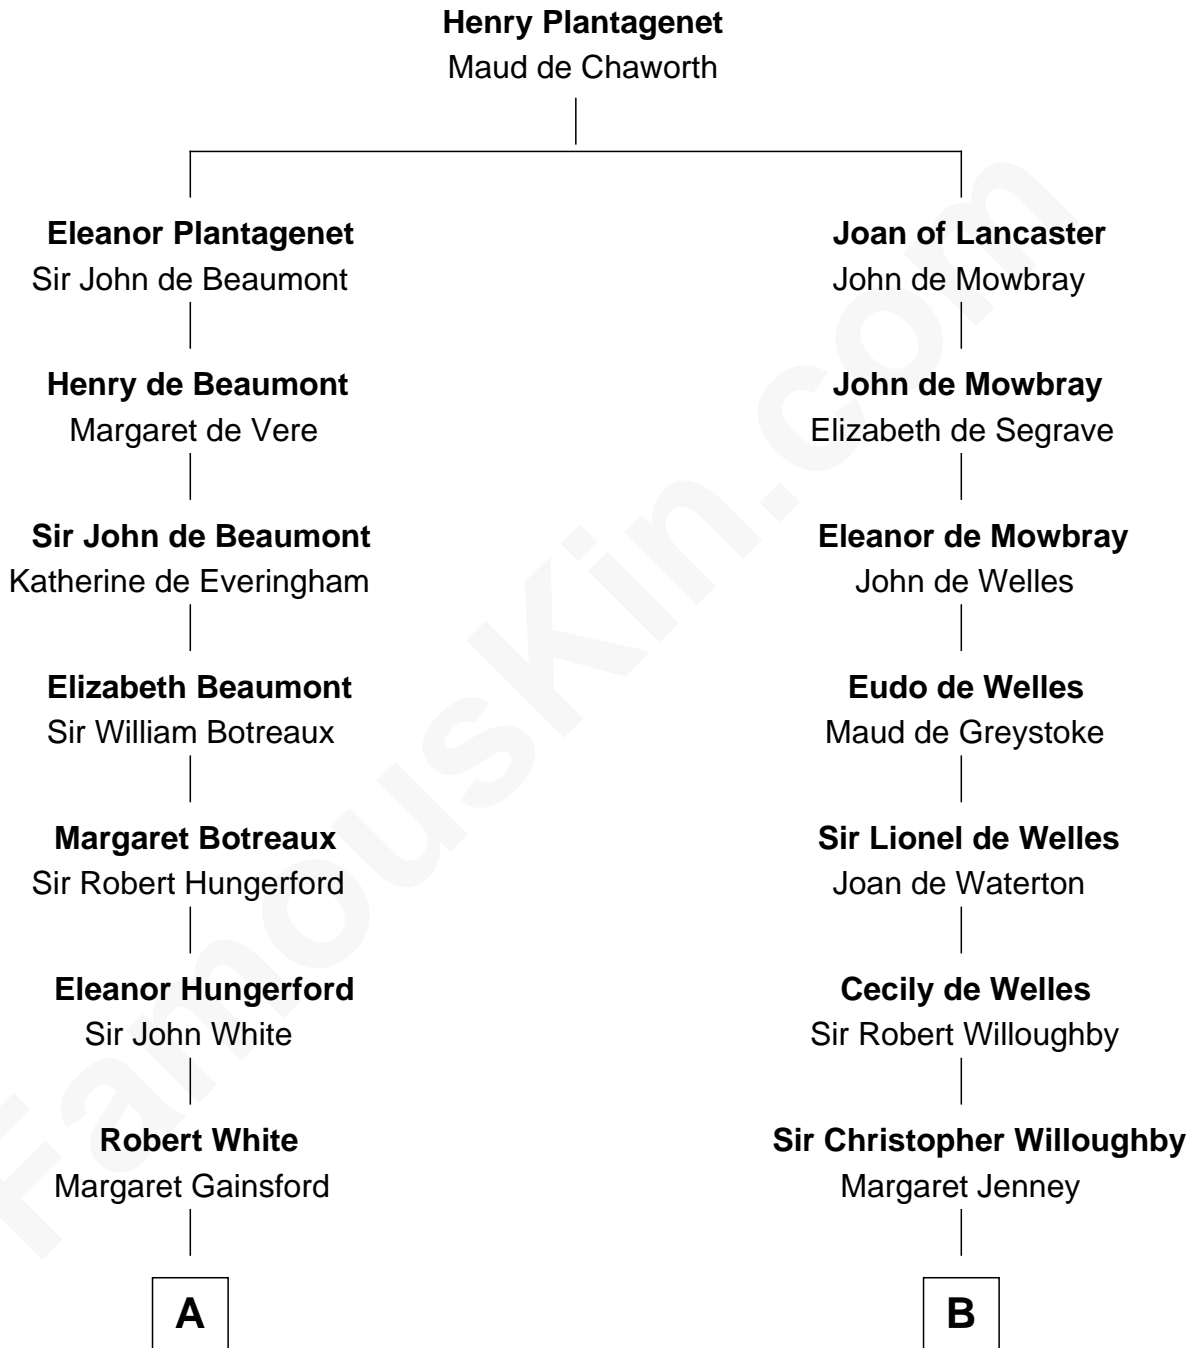 Henry Plantagenet
Maud de Chaworth
Eleanor Plantagenet
Sir John de Beaumont
Joan of Lancaster
John de Mowbray
Henry de Beaumont
Margaret de Vere
John de Mowbray
Elizabeth de Segrave
Sir John de Beaumont
Katherine de Everingham
Eleanor de Mowbray
John de Welles
Elizabeth Beaumont
Sir William Botreaux
Eudo de Welles
Maud de Greystoke
Margaret Botreaux
Sir Robert Hungerford
Sir Lionel de Welles
Joan de Waterton
Eleanor Hungerford
Sir John White
Cecily de Welles
Sir Robert Willoughby
Robert White
Margaret Gainsford
Sir Christopher Willoughby
Margaret Jenney
A
B
FamousKin.com